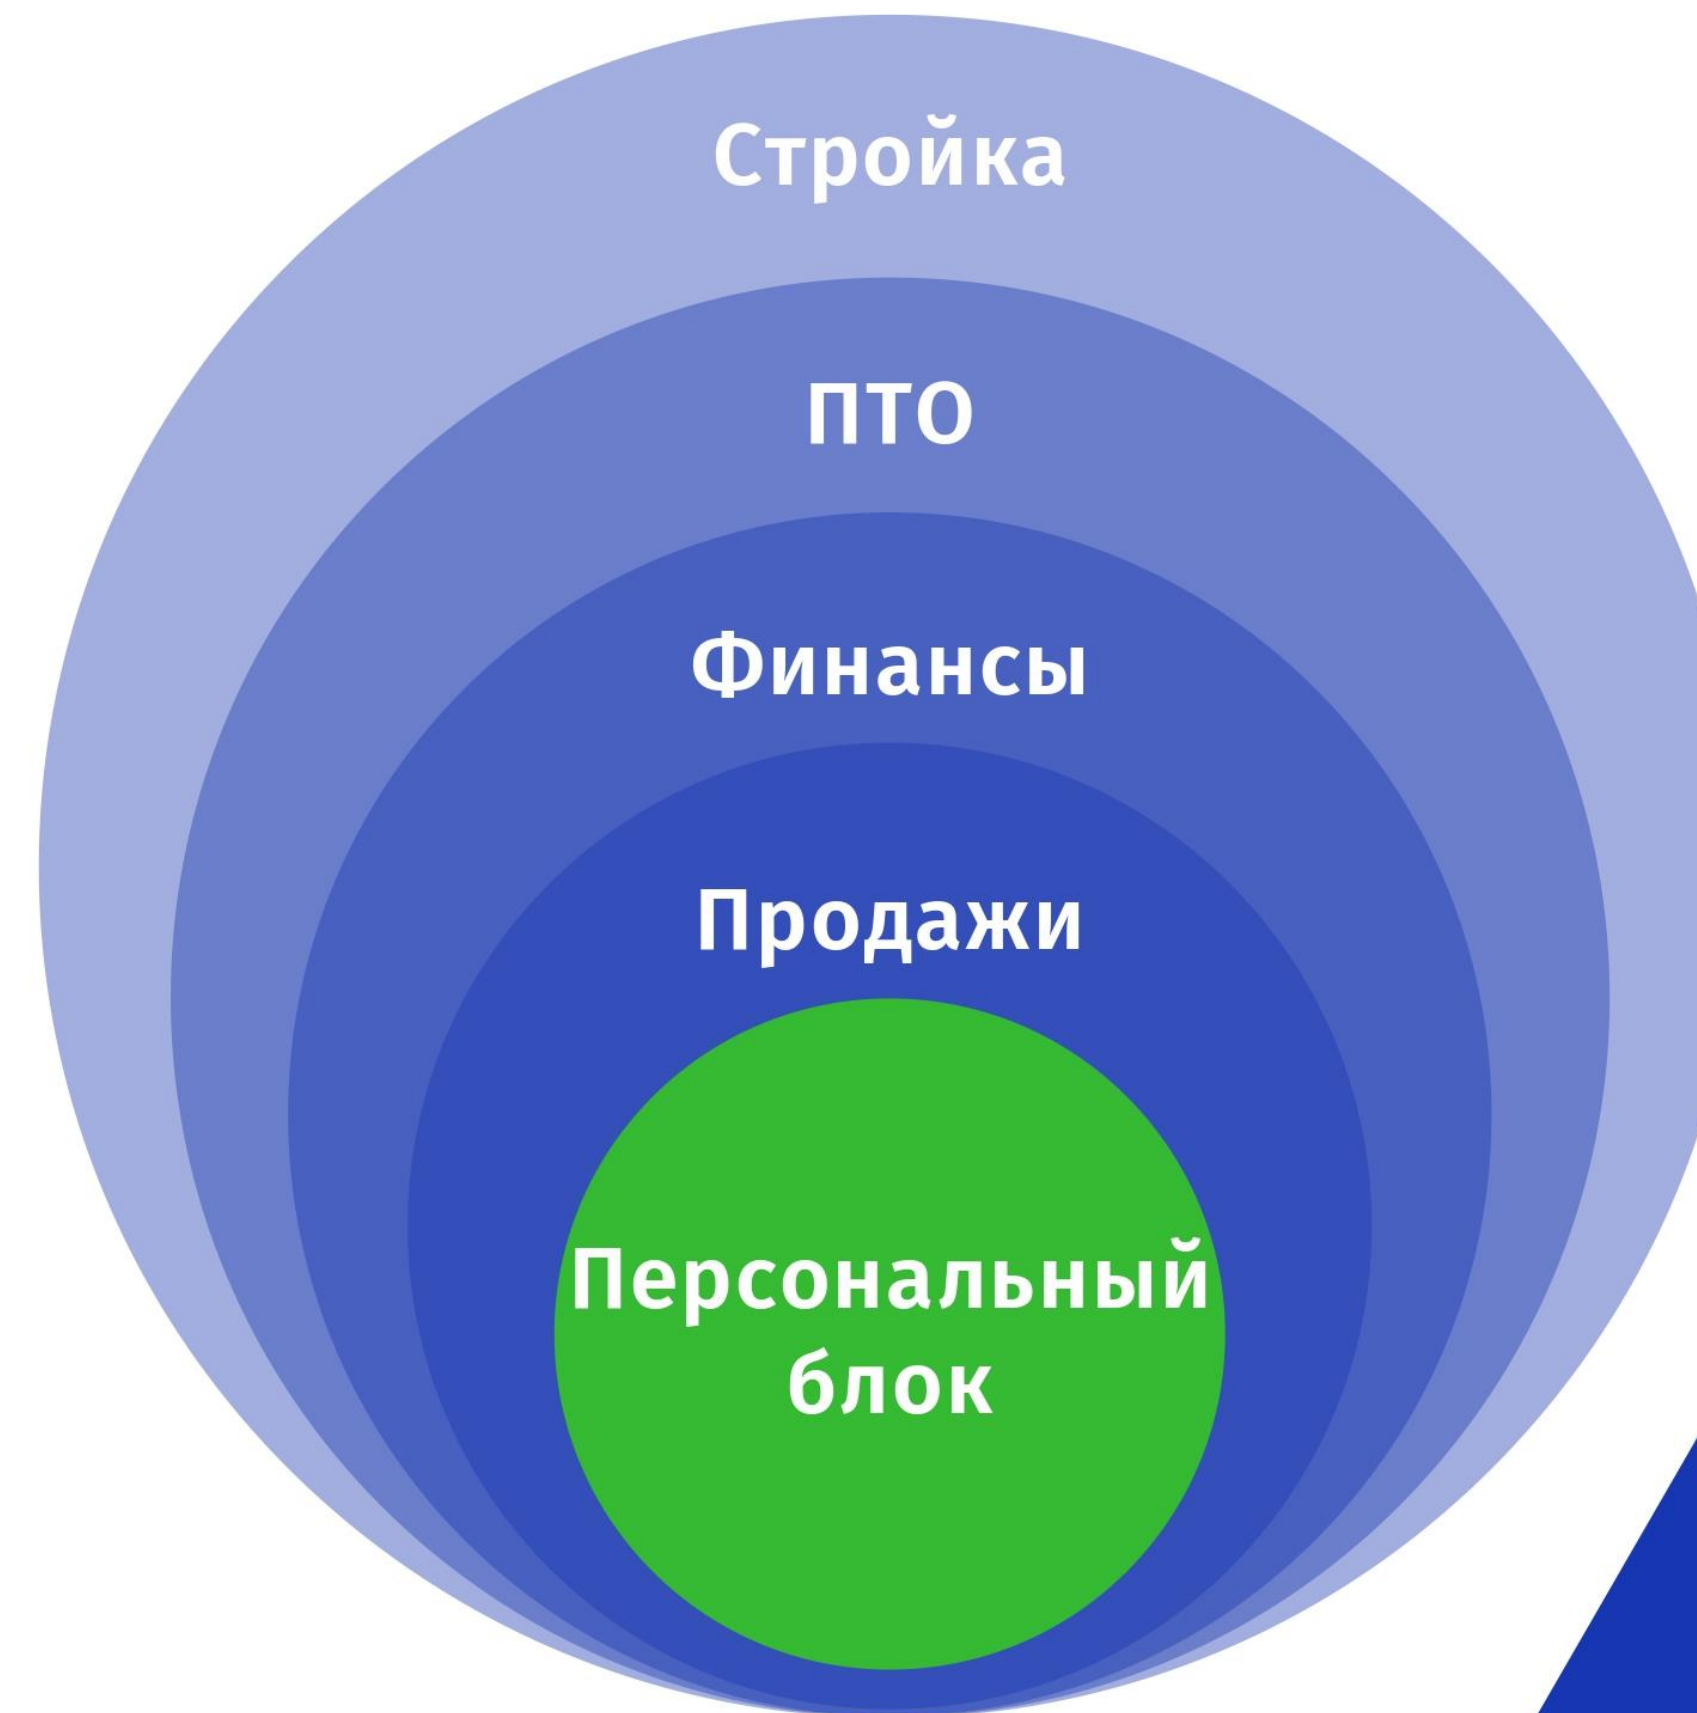 Стройка
ПТО
Финансы
Продажи
Персональный
блок